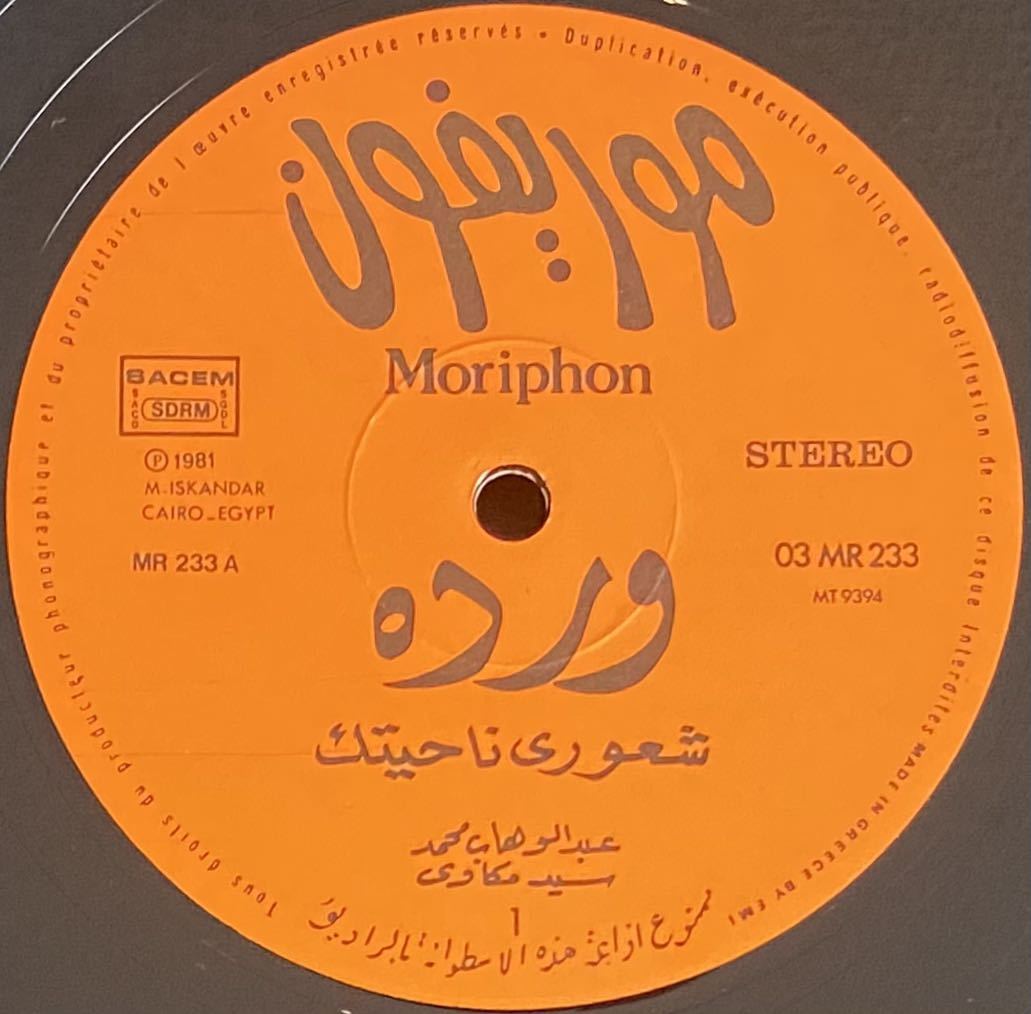 Tous droits du producteur phonographique et du propriétaire de l'œuvre enregistrée réservés • Duplication, exécution publique, radiodiffusion de ce disque interdites MADE IN GREECE BY EMI
موريفون
Moriphon
SACEM
SACD SDRM SGDL
℗ 1981
M. ISKANDAR
CAIRO_EGYPT
MR 233 A
STEREO
03 MR 233
MT 9394
ورده
شعورى ناحيتك
عبدالوهاب محمد
سيد مكاوى
1
ممنوع اذاعة هذه الاسطوانة بالراديو